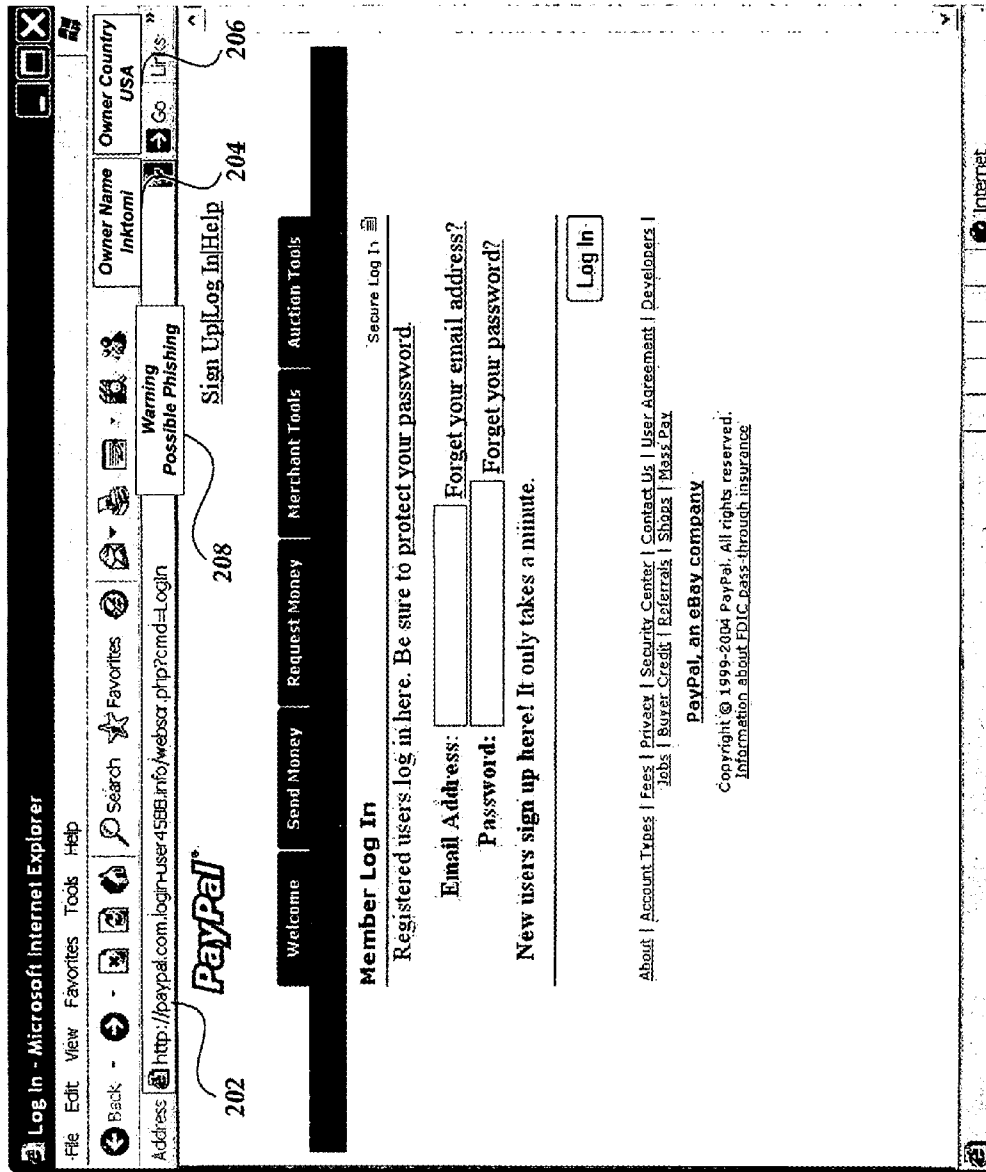 Log In - Microsoft Internet Explorer
File Edit View Favorites Tools Help
Back Search Favorites
Owner Name
Inktomi
Owner Country
USA
Address http://paypal.com.login-user4588.info/webscr.php?cmd=LogIn
Go Links »
Warning
Possible Phishing
202
208
204
206
PayPal®
Sign Up|Log In|Help
Welcome Send Money Request Money Merchant Tools Auction Tools
Member Log In Secure Log In
Registered users log in here. Be sure to protect your password.
Email Address: Forget your email address?
Password: Forget your password?
New users sign up here! It only takes a minute.
Log In
About | Account Types | Fees | Privacy | Security Center | Contact Us | User Agreement | Developers |
Jobs | Buyer Credit | Referrals | Shops | Mass Pay
PayPal, an eBay company
Copyright © 1999-2004 PayPal. All rights reserved.
Information about FDIC pass-through insurance
Internet